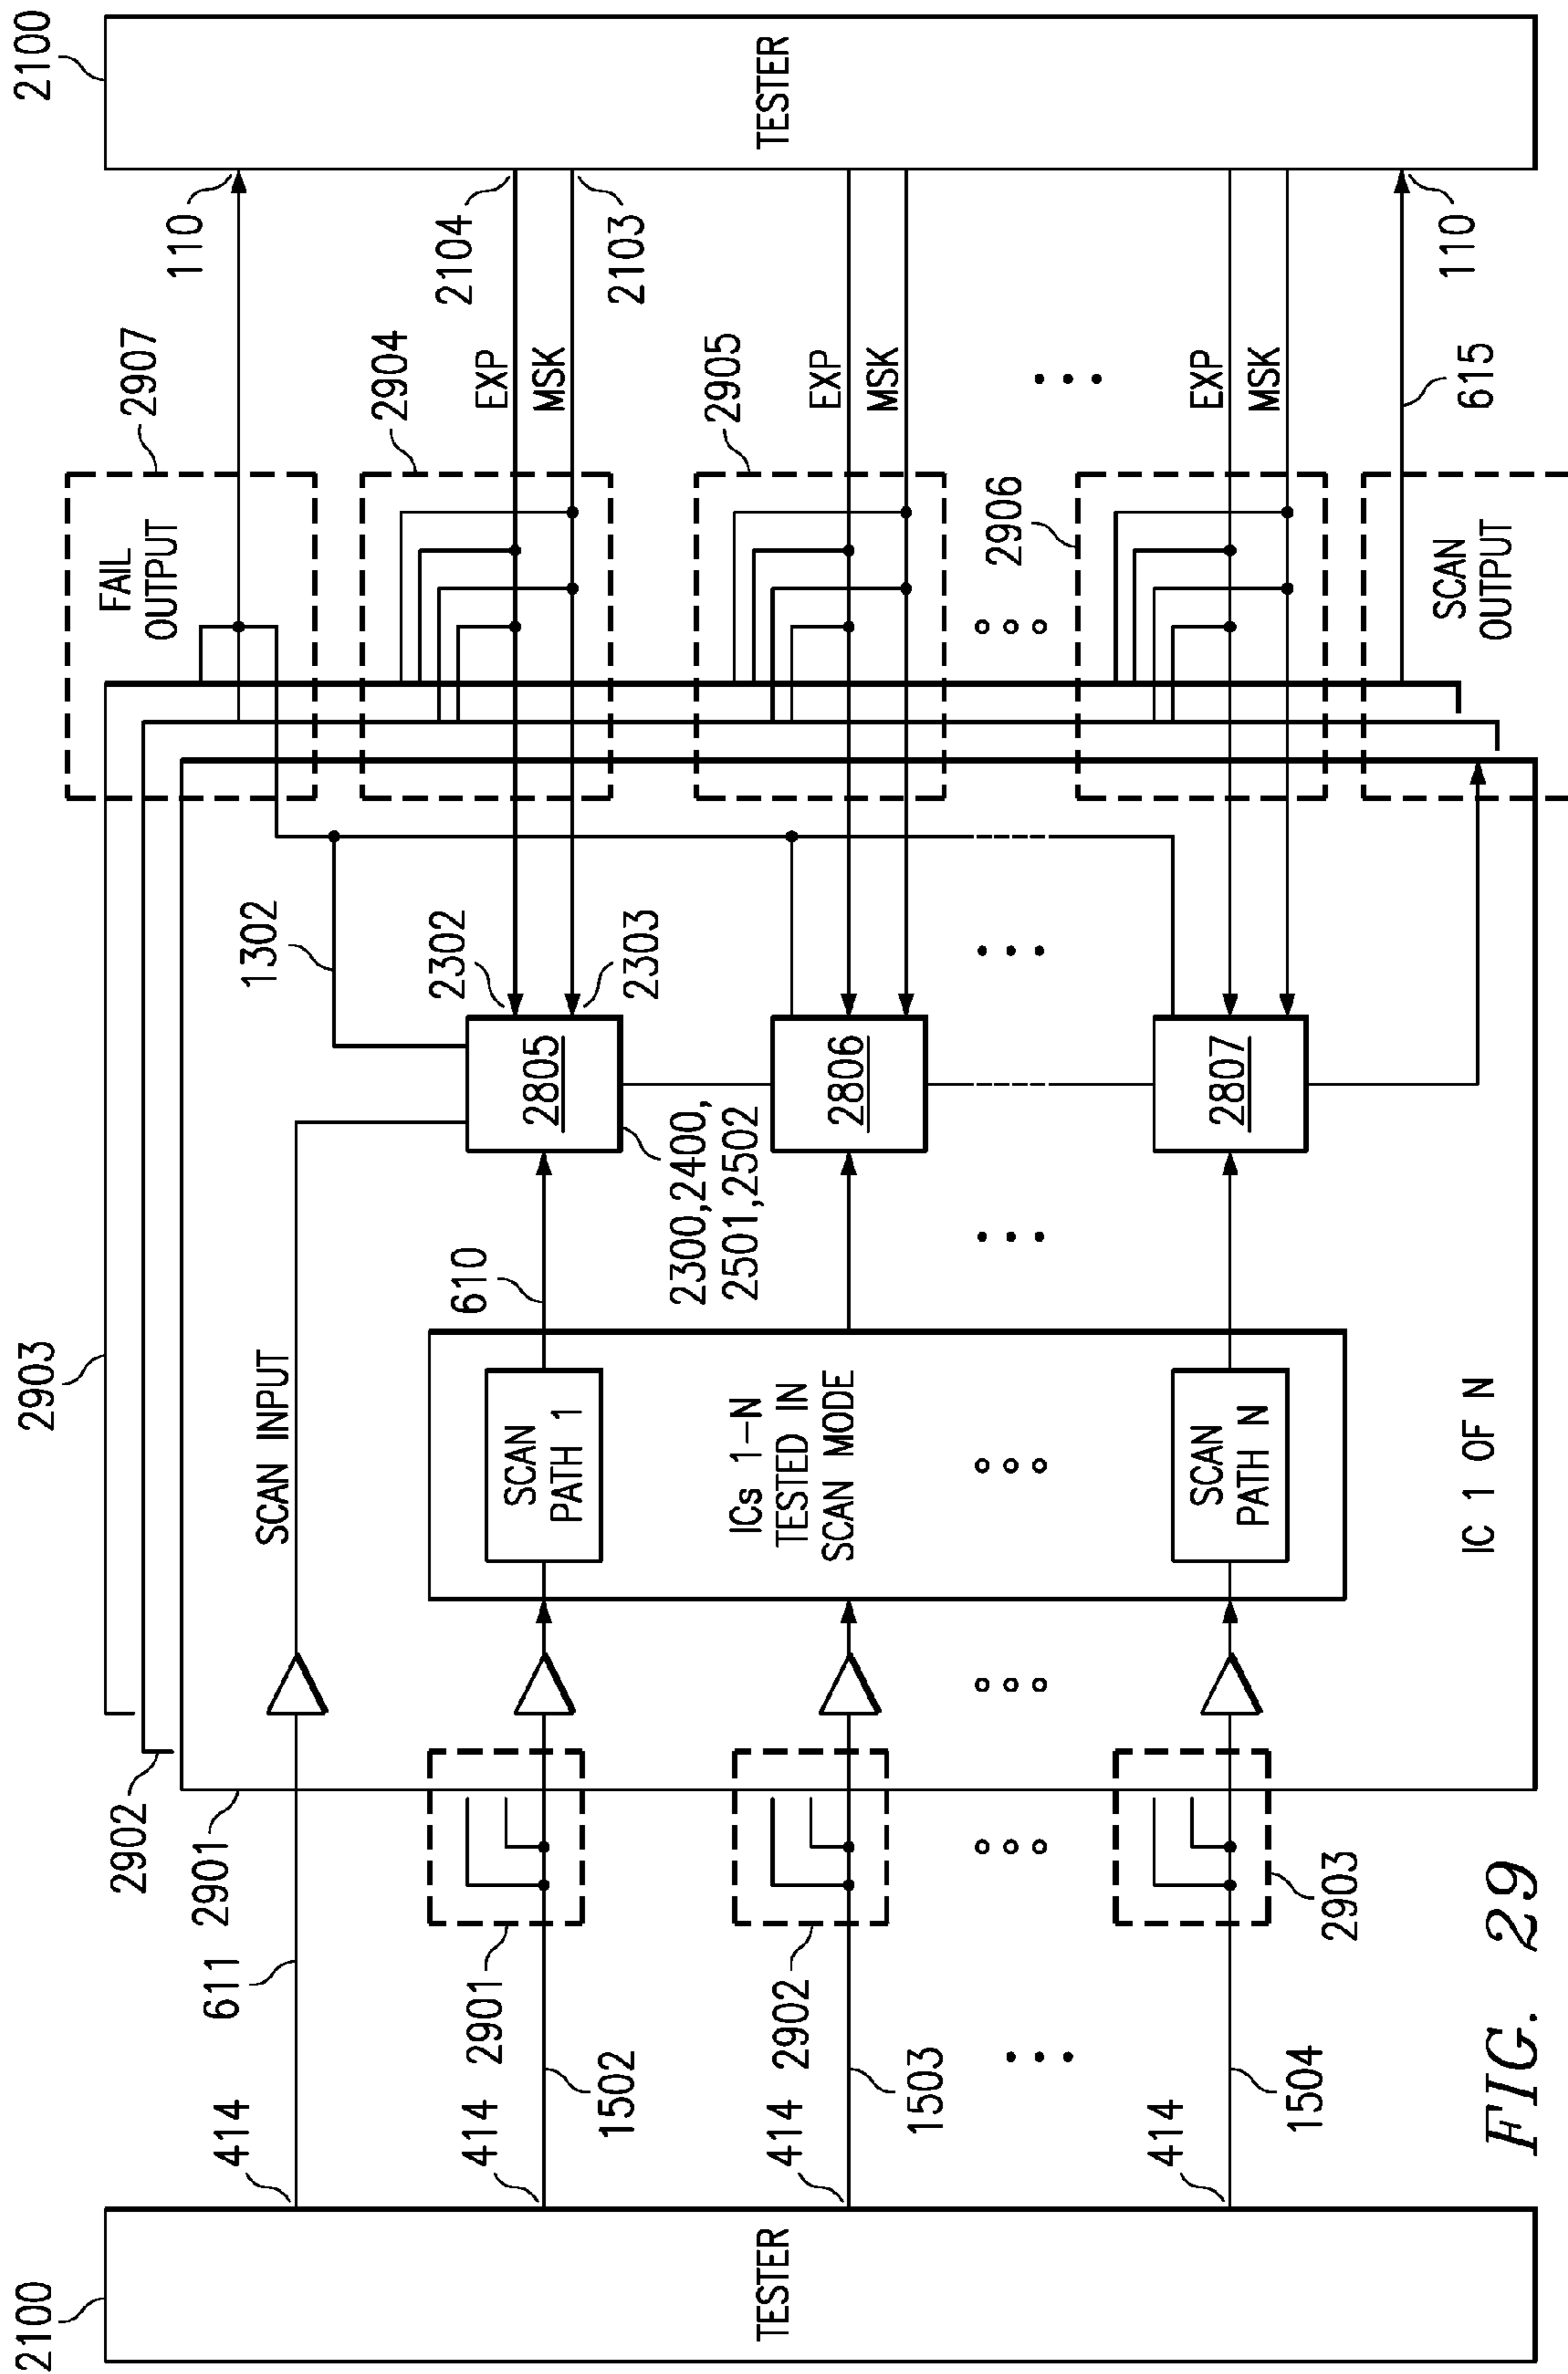 2100
TESTER
414
611
414
2901
1502
414
2902
1503
414
2903
1504
2901
2902
2903
SCAN INPUT
SCAN
PATH 1
ICs 1-N
TESTED IN
SCAN MODE
SCAN
PATH N
IC 1 OF N
610
2805
2300,2400,
2501,2502
2806
2807
1302
2302
2303
FAIL
OUTPUT
2907
2904
EXP
MSK
2905
EXP
MSK
2906
EXP
MSK
SCAN
OUTPUT
615
110
2104
2103
110
2100
TESTER
FIG. 29